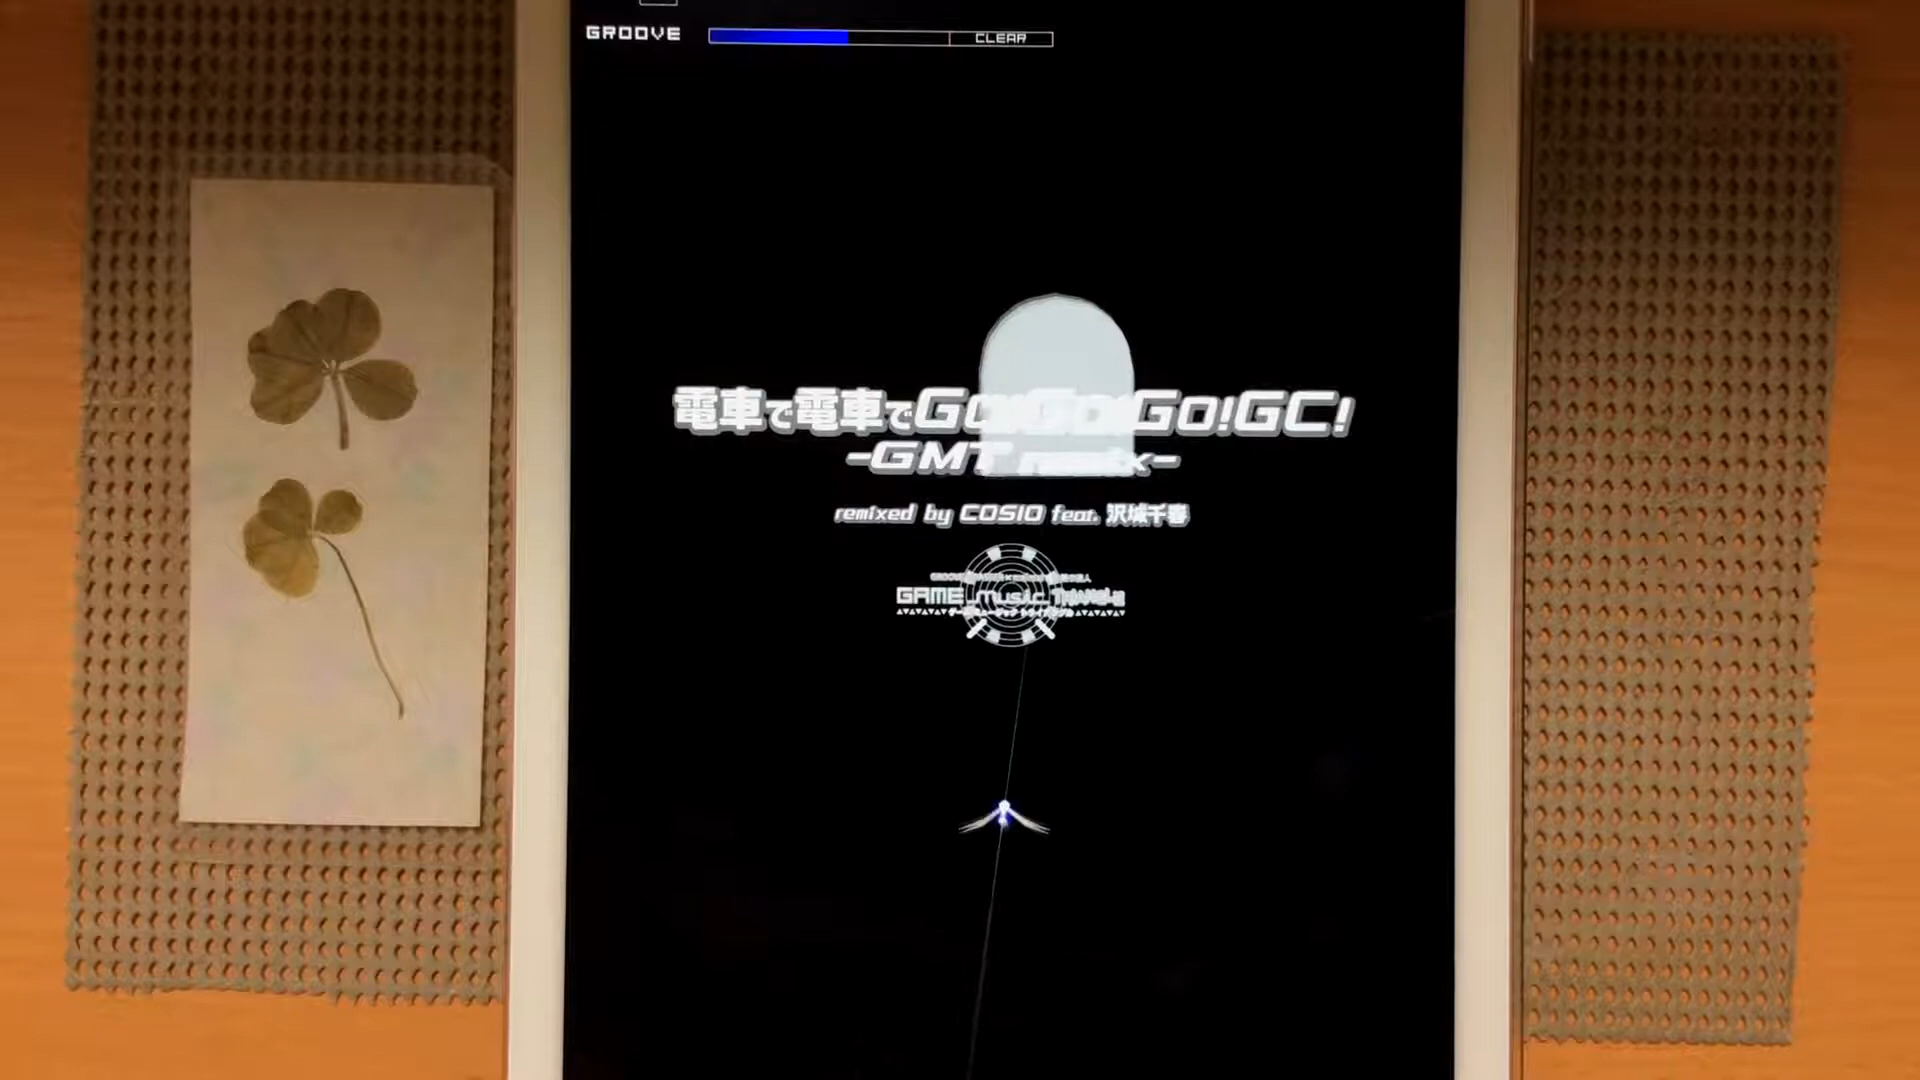 GROOVE
CLEAR
電車で電車でGO!GO!GO!GC!
-GMT remix-
remixed by COSIO feat. 沢城千春
GAME music